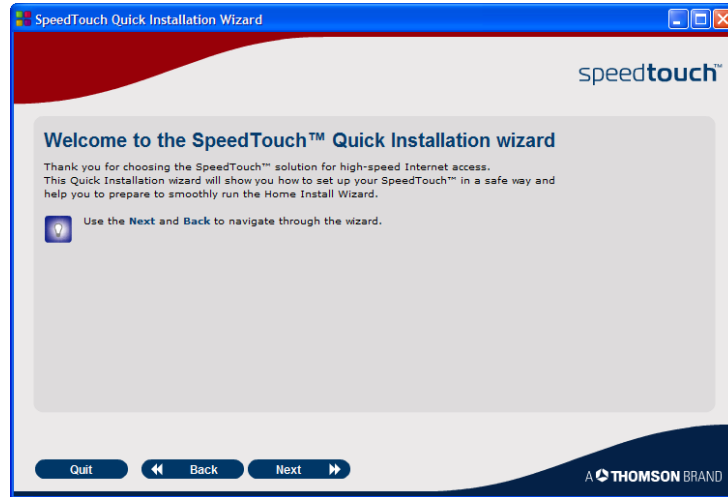 SpeedTouch Quick Installation Wizard
speedtouch™
Welcome to the SpeedTouch™ Quick Installation wizard
Thank you for choosing the SpeedTouch™ solution for high-speed Internet access.
This Quick Installation wizard will show you how to set up your SpeedTouch™ in a safe way and
help you to prepare to smoothly run the Home Install Wizard.
Use the Next and Back to navigate through the wizard.
Quit
Back
Next
A THOMSON BRAND